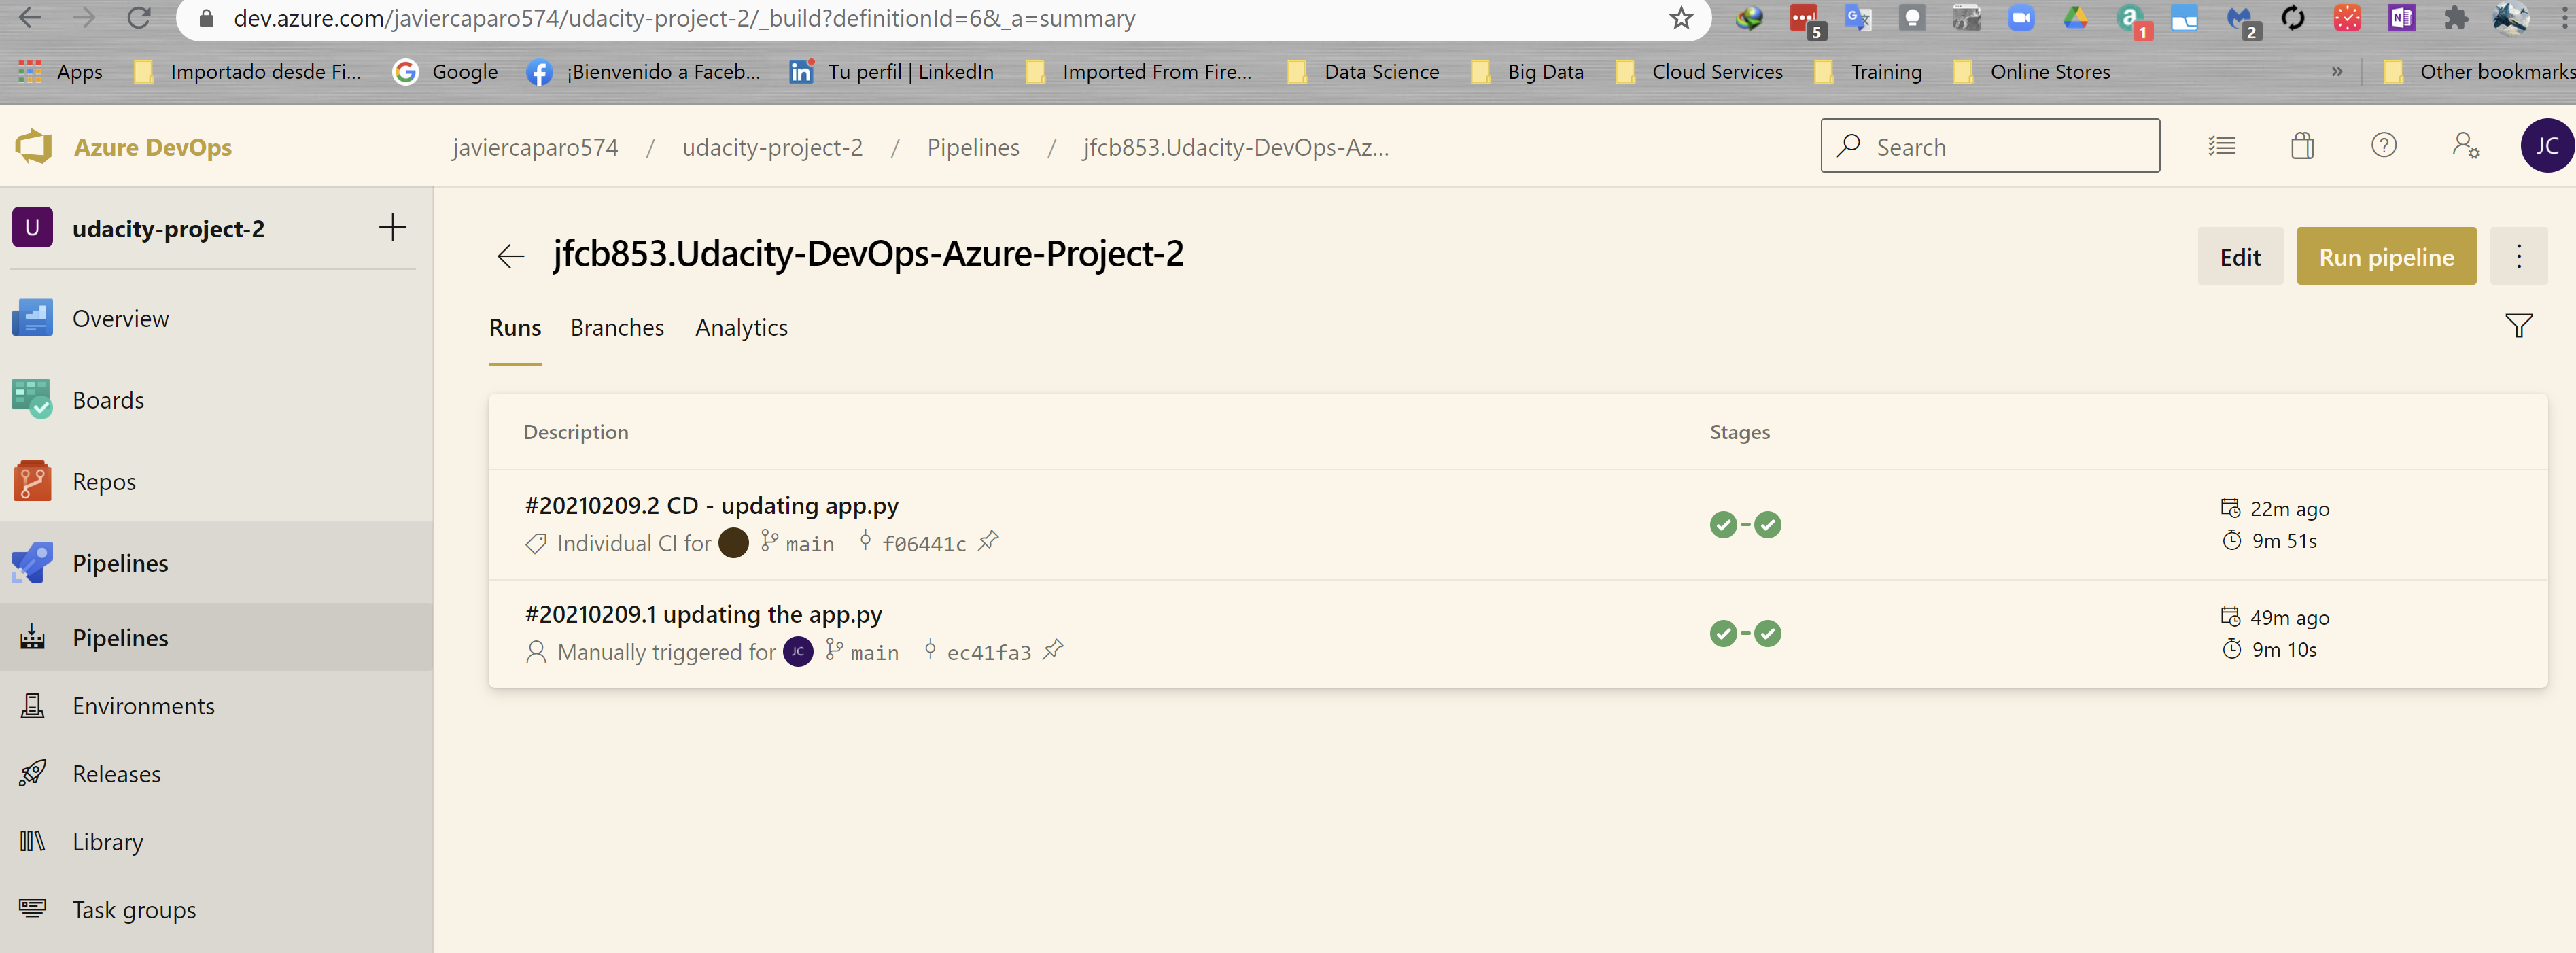 dev.azure.com/javiercaparo574/udacity-project-2/_build?definitionId=6&_a=summary
5
1
2
Apps Importado desde Fi... Google ¡Bienvenido a Faceb... Tu perfil | LinkedIn Imported From Fire... Data Science Big Data Cloud Services Training Online Stores » Other bookmarks
Azure DevOps
javiercaparo574 / udacity-project-2 / Pipelines / jfcb853.Udacity-DevOps-Az...
Search
JC
U udacity-project-2
Overview
Boards
Repos
Pipelines
Pipelines
Environments
Releases
Library
Task groups
jfcb853.Udacity-DevOps-Azure-Project-2
Edit
Run pipeline
Runs Branches Analytics
Description Stages
#20210209.2 CD - updating app.py
Individual CI for main f06441c
22m ago
9m 51s
#20210209.1 updating the app.py
Manually triggered for JC main ec41fa3
49m ago
9m 10s